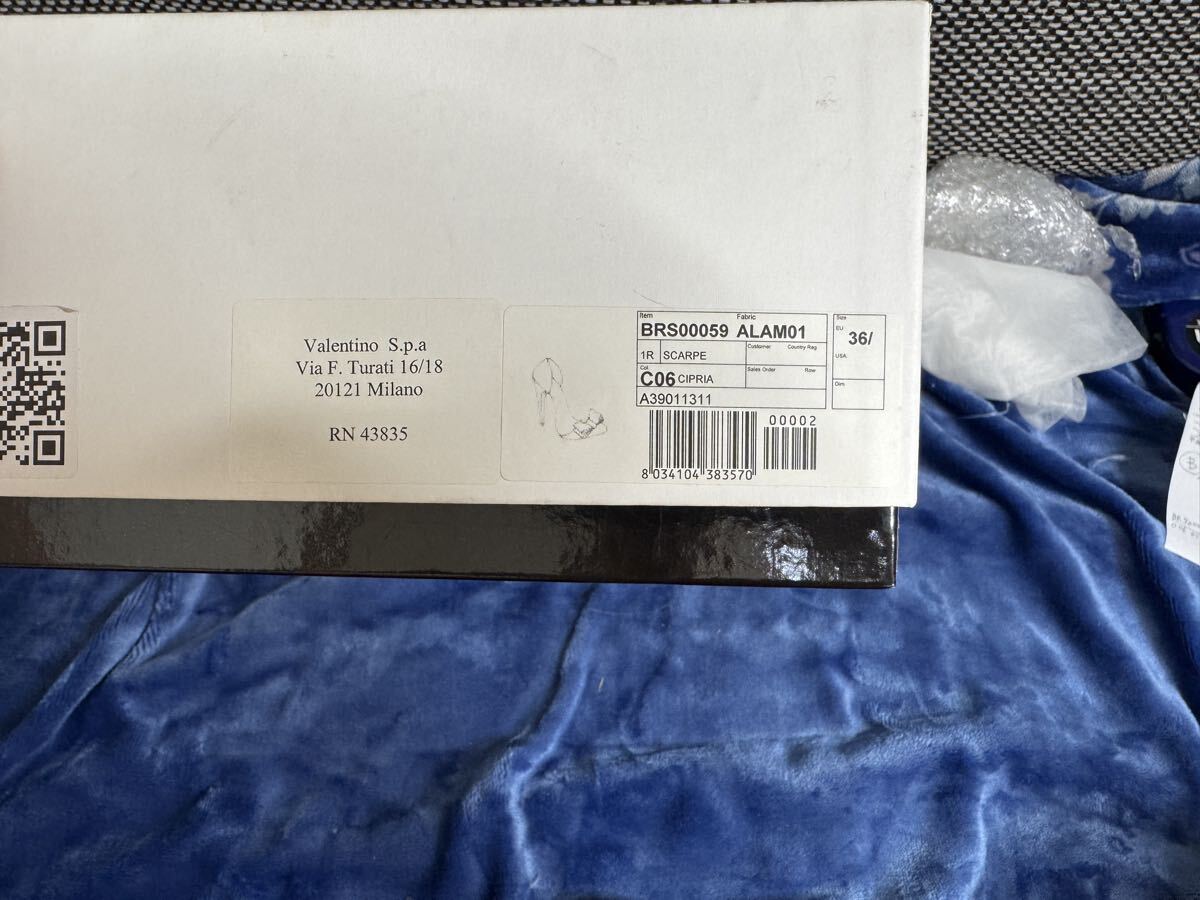 Valentino S.p.a
Via F. Turati 16/18
20121 Milano
RN 43835
Item Fabric
BRS00059 ALAM01
1R SCARPE Customer Country Rag
Col. Sales Order Row
C06 CIPRIA
A39011311
Size
EU 36/
USA
Dim
00002
8 034104 383570